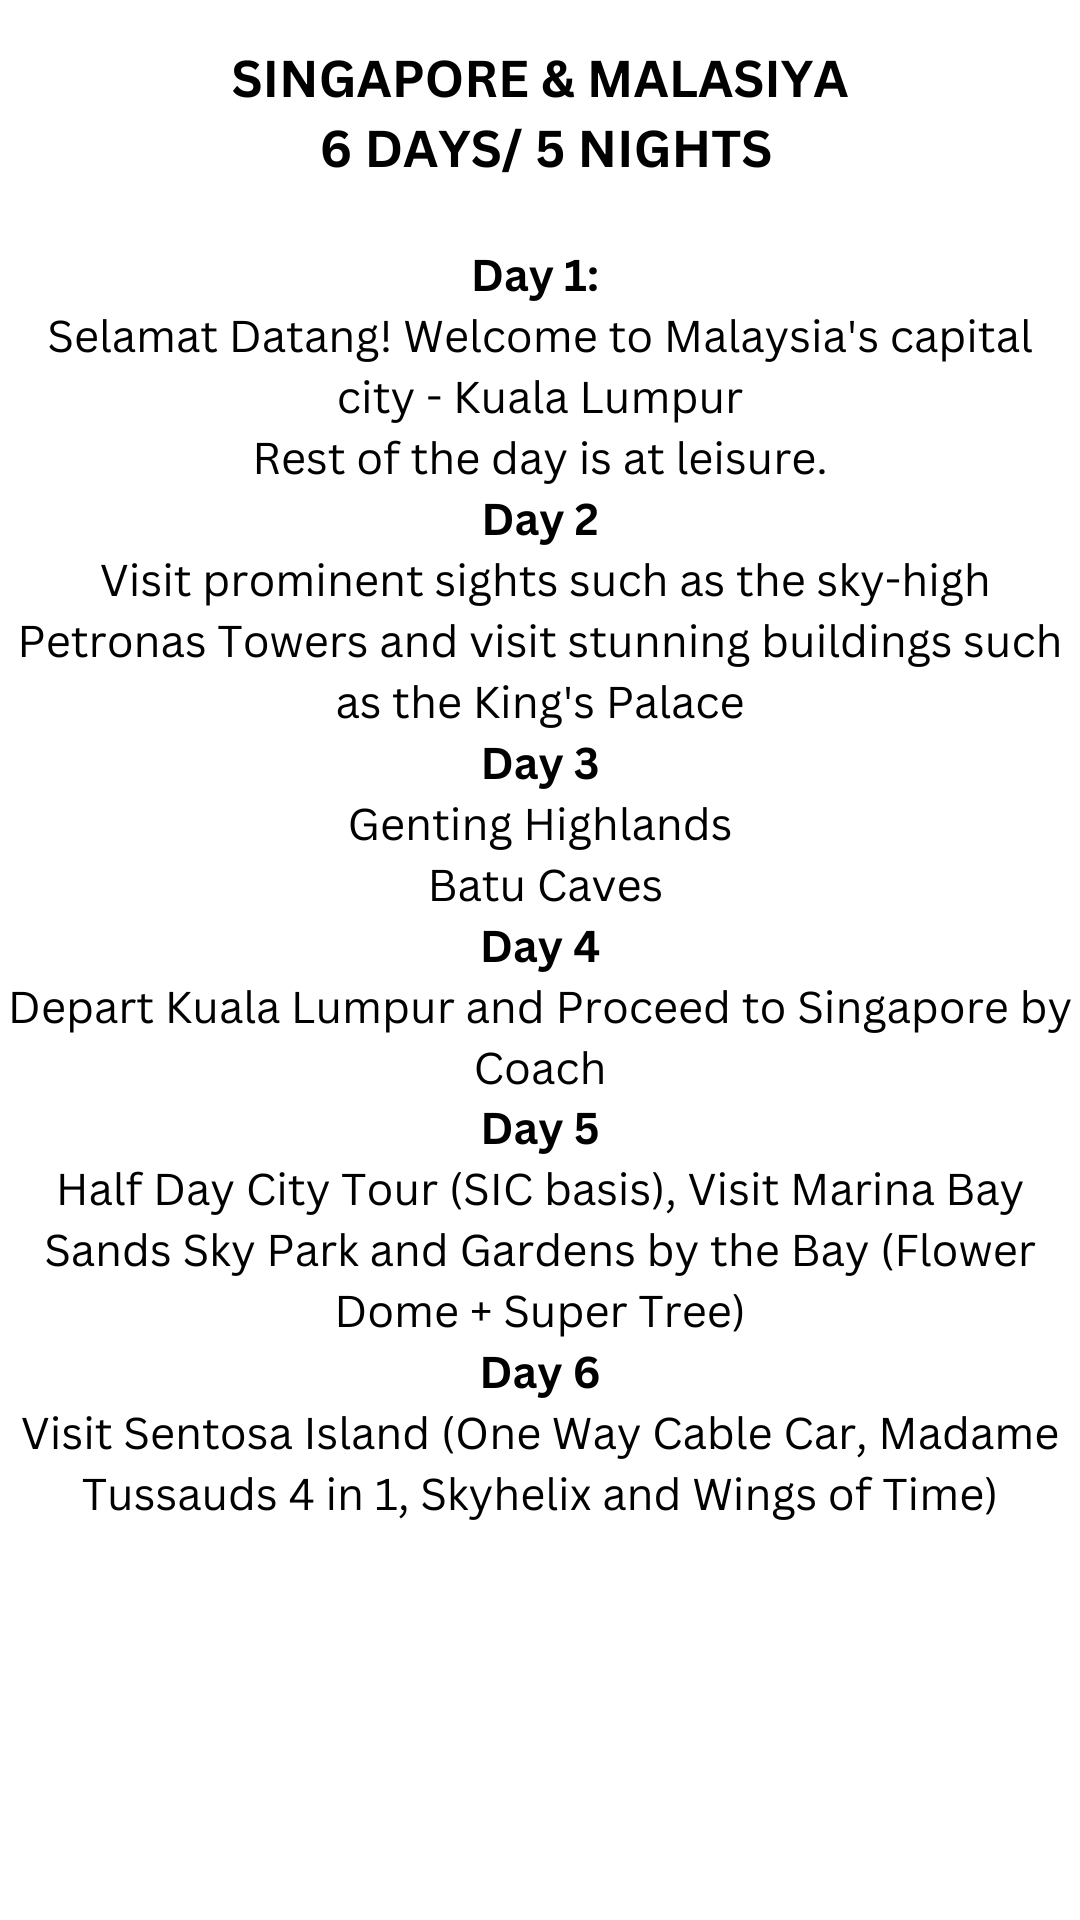 SINGAPORE & MALASIYA
6 DAYS/ 5 NIGHTS
Day 1:
Selamat Datang! Welcome to Malaysia's capital
city - Kuala Lumpur
Rest of the day is at leisure.
Day 2
Visit prominent sights such as the sky-high
Petronas Towers and visit stunning buildings such
as the King's Palace
Day 3
Genting Highlands
Batu Caves
Day 4
Depart Kuala Lumpur and Proceed to Singapore by
Coach
Day 5
Half Day City Tour (SIC basis), Visit Marina Bay
Sands Sky Park and Gardens by the Bay (Flower
Dome + Super Tree)
Day 6
Visit Sentosa Island (One Way Cable Car, Madame
Tussauds 4 in 1, Skyhelix and Wings of Time)